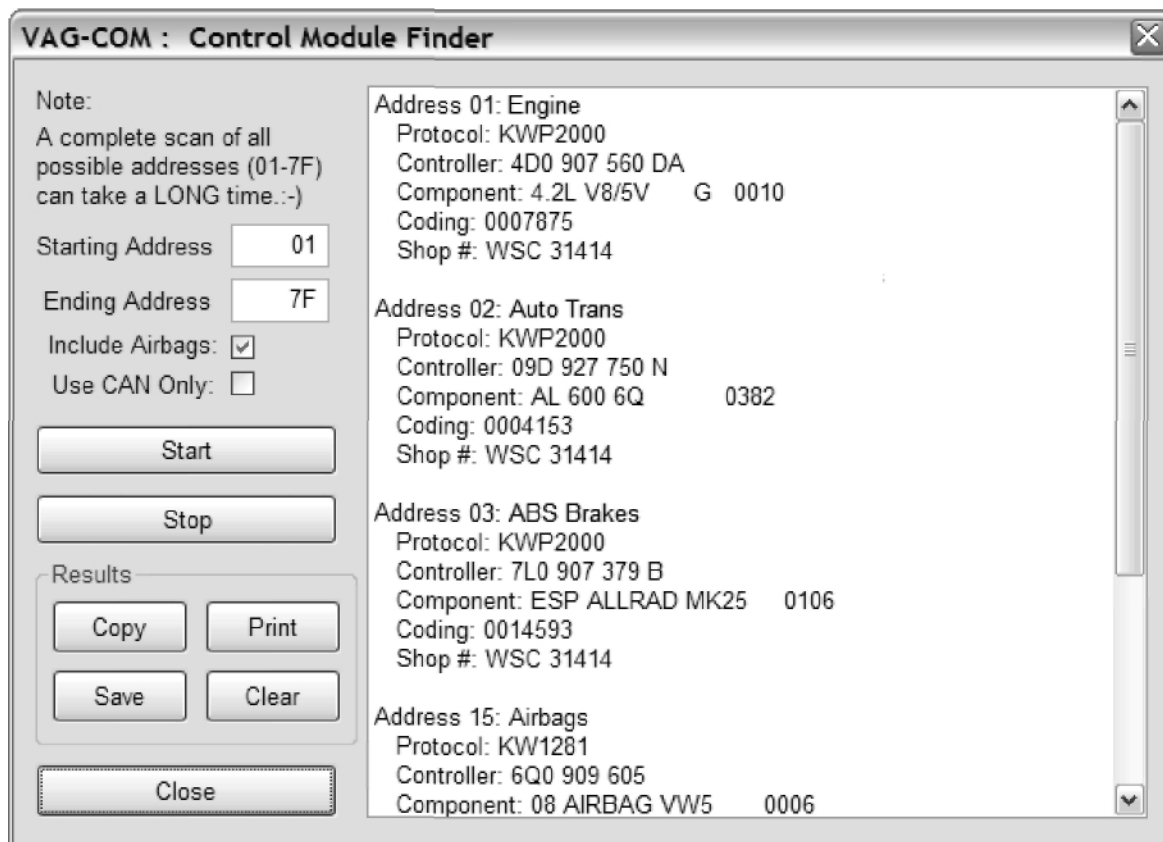 VAG-COM : Control Module Finder
Note:
A complete scan of all
possible addresses (01-7F)
can take a LONG time.:-)
Starting Address 01
Ending Address 7F
Include Airbags:
Use CAN Only:
Start
Stop
Results
Copy Print
Save Clear
Close
Address 01: Engine
Protocol: KWP2000
Controller: 4D0 907 560 DA
Component: 4.2L V8/5V G 0010
Coding: 0007875
Shop #: WSC 31414
Address 02: Auto Trans
Protocol: KWP2000
Controller: 09D 927 750 N
Component: AL 600 6Q 0382
Coding: 0004153
Shop #: WSC 31414
Address 03: ABS Brakes
Protocol: KWP2000
Controller: 7L0 907 379 B
Component: ESP ALLRAD MK25 0106
Coding: 0014593
Shop #: WSC 31414
Address 15: Airbags
Protocol: KW1281
Controller: 6Q0 909 605
Component: 08 AIRBAG VW5 0006